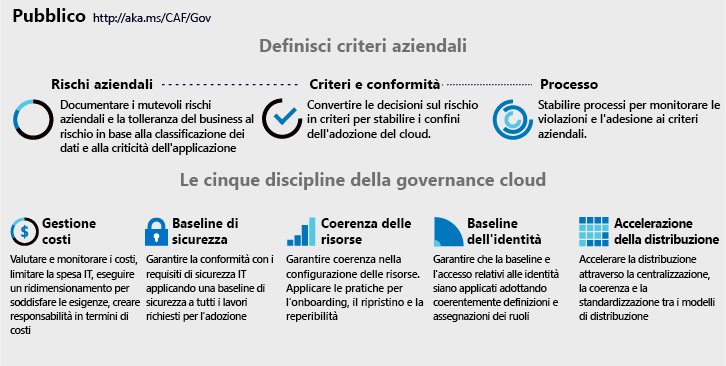 Pubblico http://aka.ms/CAF/Gov
Definisci criteri aziendali
Rischi aziendali
Documentare i mutevoli rischi
aziendali e la tolleranza del business al
rischio in base alla classificazione dei
dati e alla criticità dell'applicazione
Criteri e conformità
Convertire le decisioni sul rischio
in criteri per stabilire i confini
dell'adozione del cloud.
Processo
Stabilire processi per monitorare le
violazioni e l'adesione ai criteri
aziendali.
Le cinque discipline della governance cloud
$
Gestione
costi
Valutare e monitorare i costi,
limitare la spesa IT, eseguire
un ridimensionamento per
soddisfare le esigenze, creare
responsabilità in termini di
costi
Baseline di
sicurezza
Garantire la conformità con i
requisiti di sicurezza IT
applicando una baseline di
sicurezza a tutti i lavori
richiesti per l'adozione
Coerenza delle
risorse
Garantire coerenza nella
configurazione delle risorse.
Applicare le pratiche per
l'onboarding, il ripristino e la
reperibilità
Baseline
dell'identità
Garantire che la baseline e
l'accesso relativi alle identità
siano applicati adottando
coerentemente definizioni e
assegnazioni dei ruoli
Accelerazione
della distribuzione
Accelerare la distribuzione
attraverso la centralizzazione,
la coerenza e la
standardizzazione tra i modelli
di distribuzione